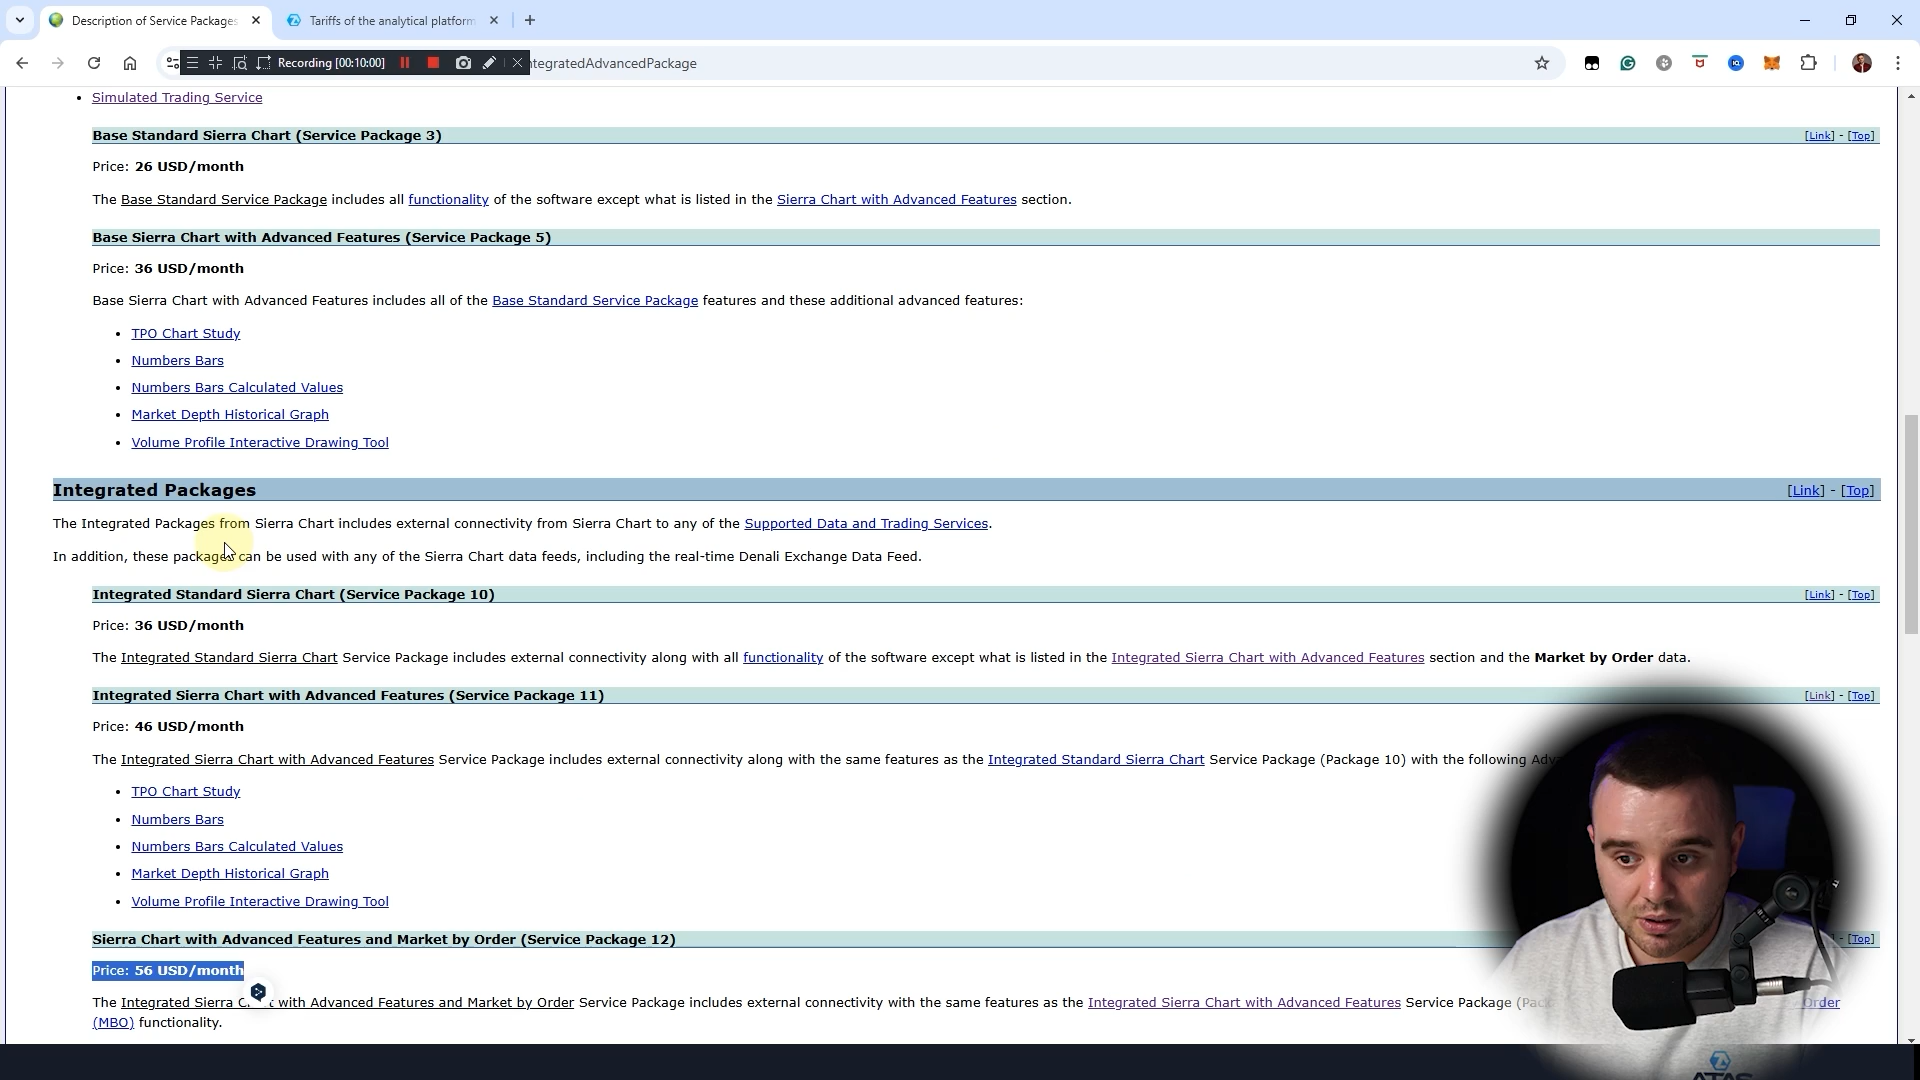 Description of Service Packages
Tariffs of the analytical platform
Recording [00:10:00]
ntegratedAdvancedPackage
• Simulated Trading Service
Base Standard Sierra Chart (Service Package 3) [Link] - [Top]
Price: 26 USD/month
The Base Standard Service Package includes all functionality of the software except what is listed in the Sierra Chart with Advanced Features section.
Base Sierra Chart with Advanced Features (Service Package 5)
Price: 36 USD/month
Base Sierra Chart with Advanced Features includes all of the Base Standard Service Package features and these additional advanced features:
• TPO Chart Study
• Numbers Bars
• Numbers Bars Calculated Values
• Market Depth Historical Graph
• Volume Profile Interactive Drawing Tool
Integrated Packages [Link] - [Top]
The Integrated Packages from Sierra Chart includes external connectivity from Sierra Chart to any of the Supported Data and Trading Services.
In addition, these packages can be used with any of the Sierra Chart data feeds, including the real-time Denali Exchange Data Feed.
Integrated Standard Sierra Chart (Service Package 10) [Link] - [Top]
Price: 36 USD/month
The Integrated Standard Sierra Chart Service Package includes external connectivity along with all functionality of the software except what is listed in the Integrated Sierra Chart with Advanced Features section and the Market by Order data.
Integrated Sierra Chart with Advanced Features (Service Package 11) [Link] - [Top]
Price: 46 USD/month
The Integrated Sierra Chart with Advanced Features Service Package includes external connectivity along with the same features as the Integrated Standard Sierra Chart Service Package (Package 10) with the following
• TPO Chart Study
• Numbers Bars
• Numbers Bars Calculated Values
• Market Depth Historical Graph
• Volume Profile Interactive Drawing Tool
Sierra Chart with Advanced Features and Market by Order (Service Package 12) - [Top]
Price: 56 USD/month
The Integrated Sierra with Advanced Features and Market by Order Service Package includes external connectivity with the same features as the Integrated Sierra Chart with Advanced Features Service Package Order
(MBO) functionality.
ATAS